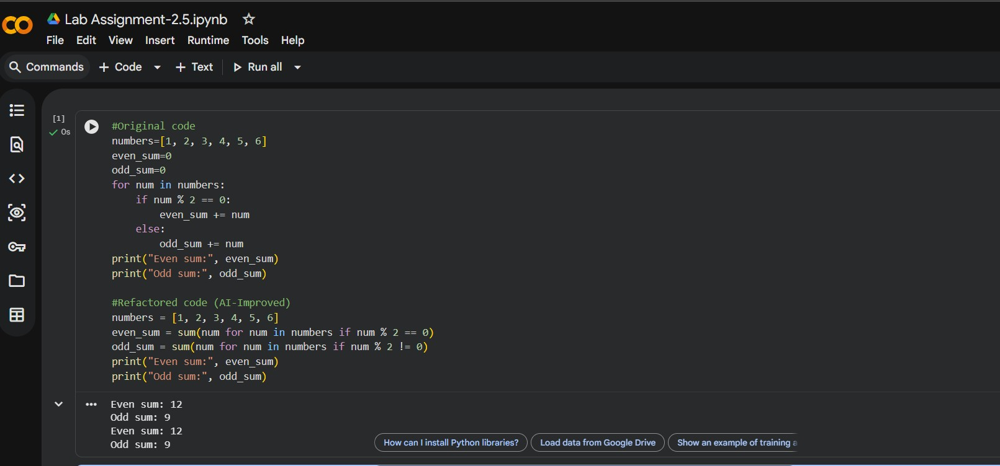 Lab Assignment-2.5.ipynb
File Edit View Insert Runtime Tools Help
Commands + Code + Text Run all
[1]
0s
#Original code
numbers=[1, 2, 3, 4, 5, 6]
even_sum=0
odd_sum=0
for num in numbers:
    if num % 2 == 0:
        even_sum += num
    else:
        odd_sum += num
print("Even sum:", even_sum)
print("Odd sum:", odd_sum)
#Refactored code (AI-Improved)
numbers = [1, 2, 3, 4, 5, 6]
even_sum = sum(num for num in numbers if num % 2 == 0)
odd_sum = sum(num for num in numbers if num % 2 != 0)
print("Even sum:", even_sum)
print("Odd sum:", odd_sum)
Even sum: 12
Odd sum: 9
Even sum: 12
Odd sum: 9
How can I install Python libraries? Load data from Google Drive Show an example of training a